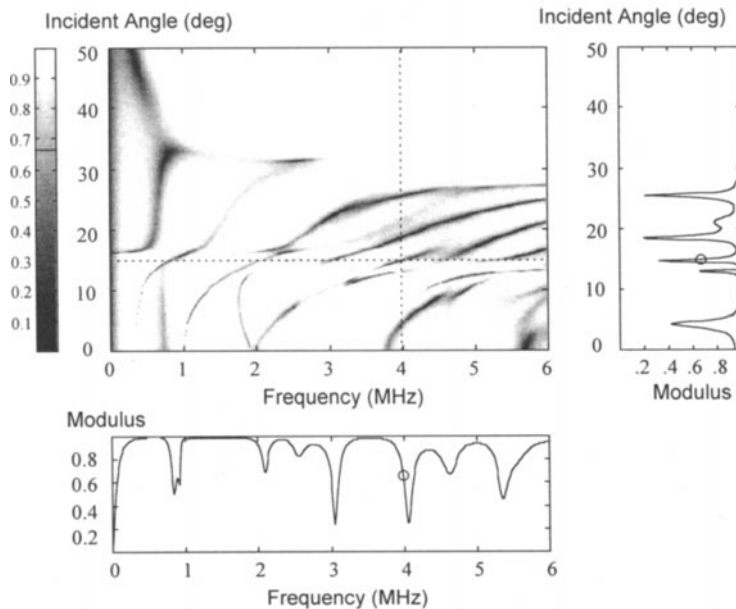 Incident Angle (deg)
Incident Angle (deg)
0.9
0.8
0.7
0.6
0.5
0.4
0.3
0.2
0.1
50
40
30
20
10
0
0 1 2 3 4 5 6
Frequency (MHz)
50
40
30
20
10
0
.2 .4 .6 .8
Modulus
Modulus
0.8
0.6
0.4
0.2
0 1 2 3 4 5 6
Frequency (MHz)